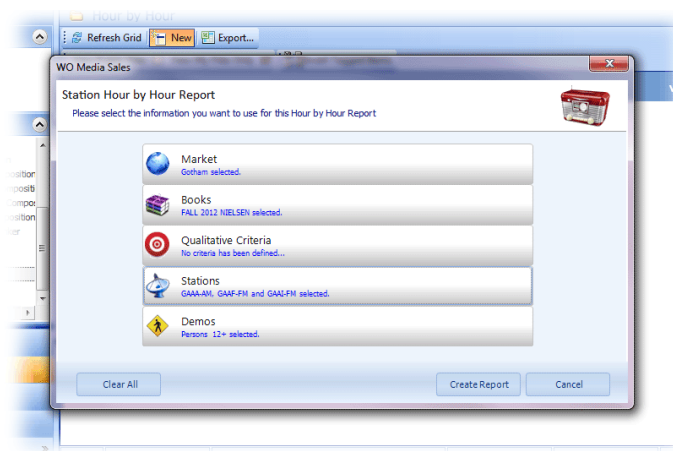 Hour by Hour
Refresh Grid New Export...
WO Media Sales
Station Hour by Hour Report
Please select the information you want to use for this Hour by Hour Report
Market
Gotham selected.
Books
FALL 2012 NIELSEN selected.
Qualitative Criteria
No criteria has been defined...
Stations
GAAA-AM, GAAF-FM and GAAI-FM selected.
Demos
Persons 12+ selected.
Clear All Create Report Cancel